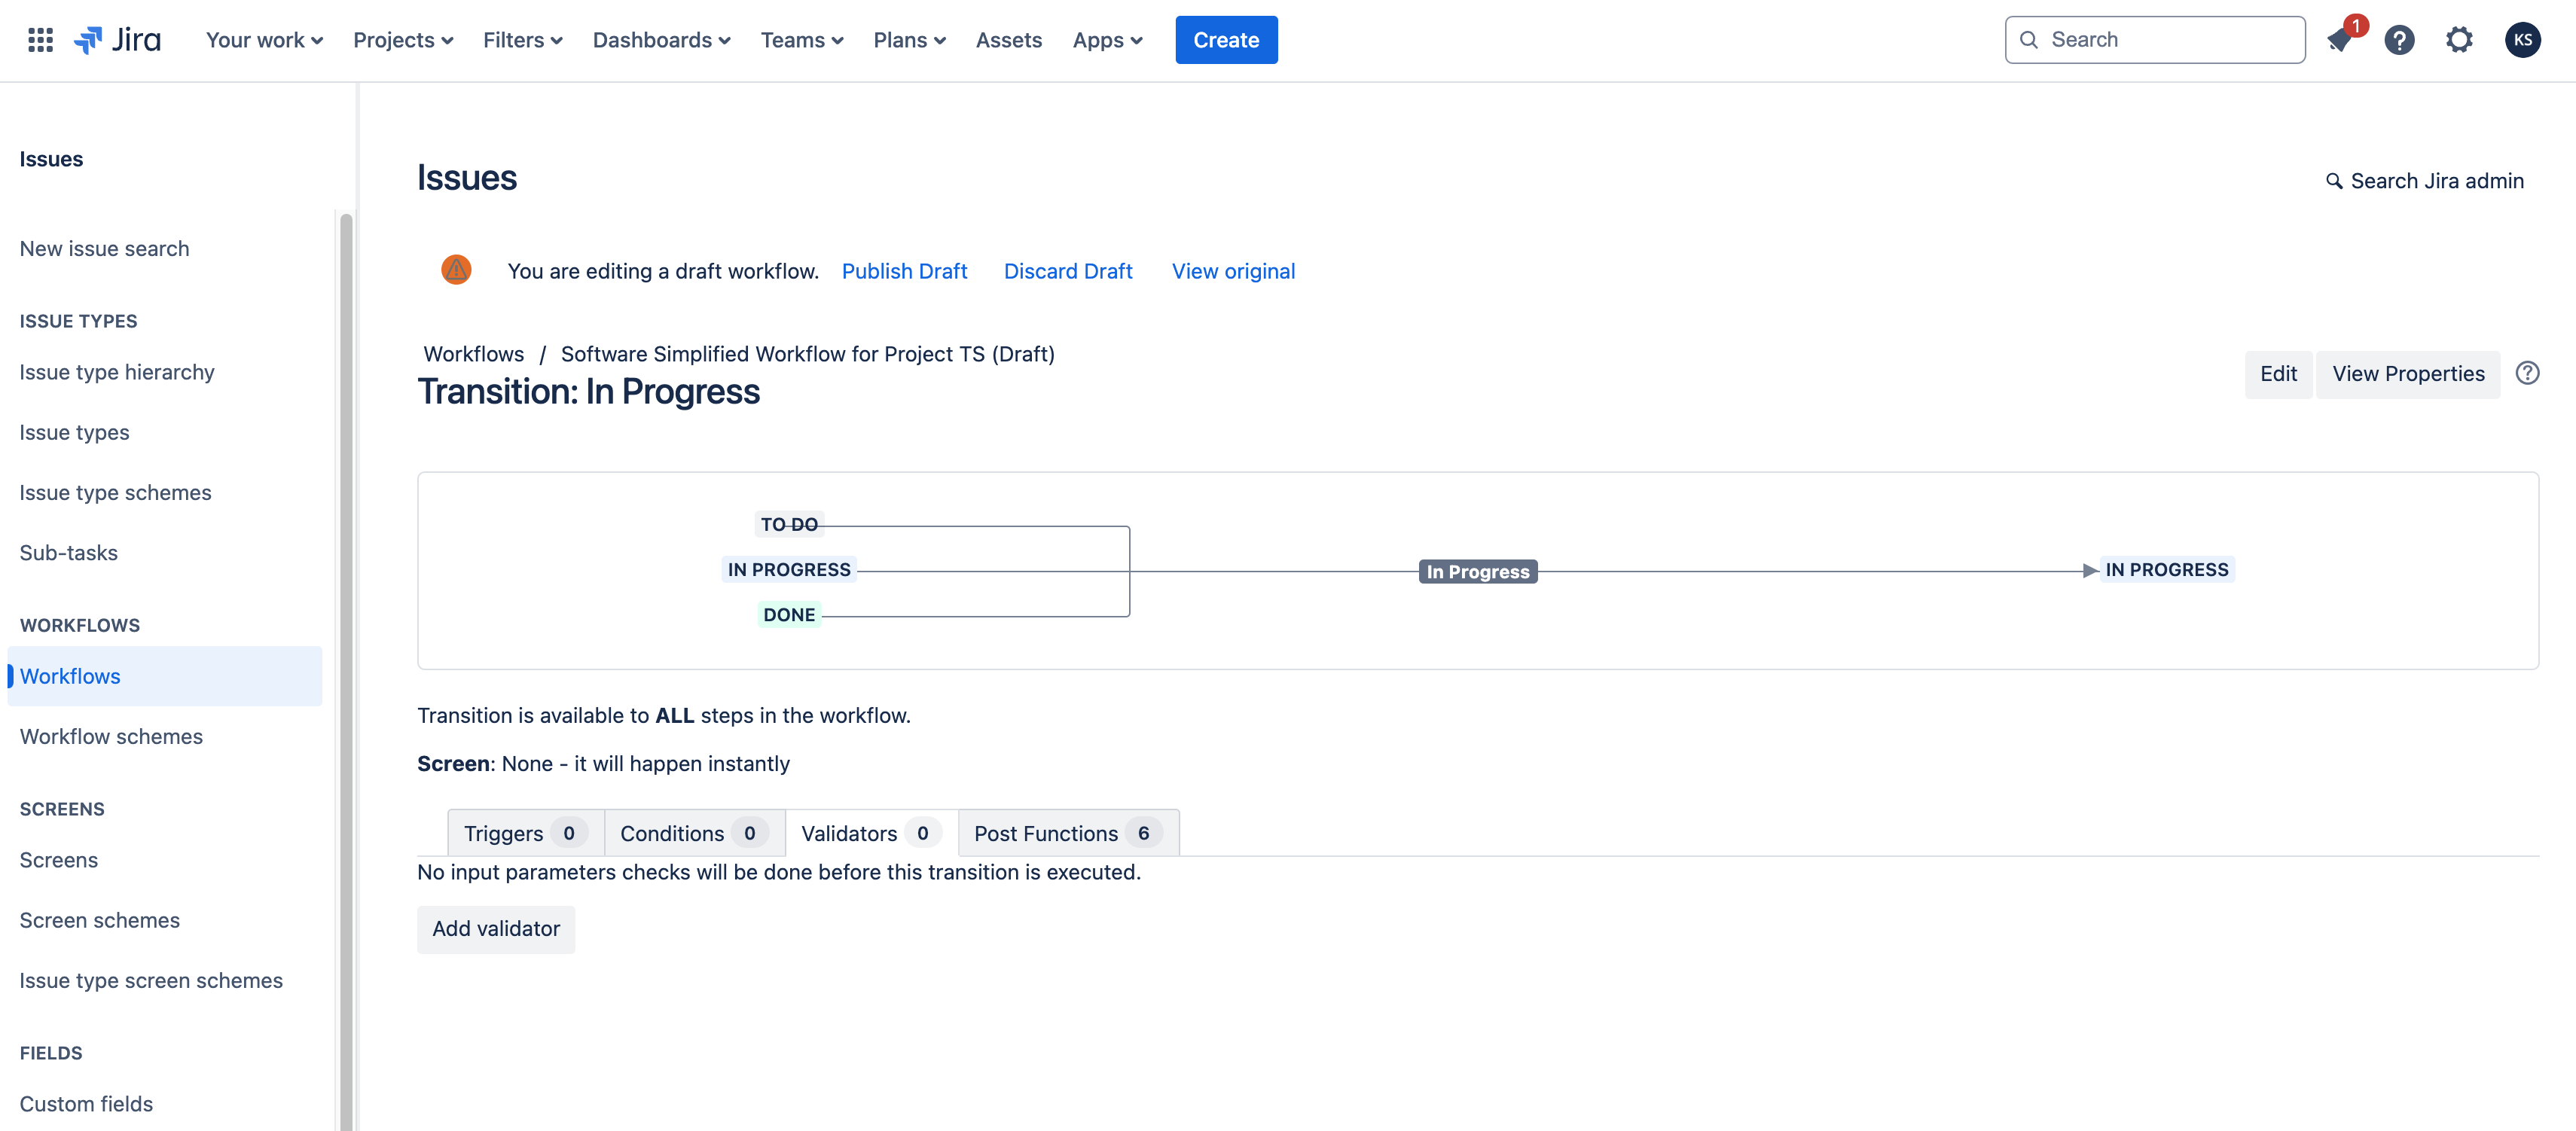 Jira Your work Projects Filters Dashboards Teams Plans Assets Apps Create Search 1 KS
Issues
New issue search
ISSUE TYPES
Issue type hierarchy
Issue types
Issue type schemes
Sub-tasks
WORKFLOWS
Workflows
Workflow schemes
SCREENS
Screens
Screen schemes
Issue type screen schemes
FIELDS
Custom fields
Issues
Search Jira admin
You are editing a draft workflow. Publish Draft Discard Draft View original
Workflows / Software Simplified Workflow for Project TS (Draft)
Transition: In Progress
Edit View Properties
TO DO
IN PROGRESS In Progress IN PROGRESS
DONE
Transition is available to ALL steps in the workflow.
Screen: None - it will happen instantly
Triggers 0 Conditions 0 Validators 0 Post Functions 6
No input parameters checks will be done before this transition is executed.
Add validator